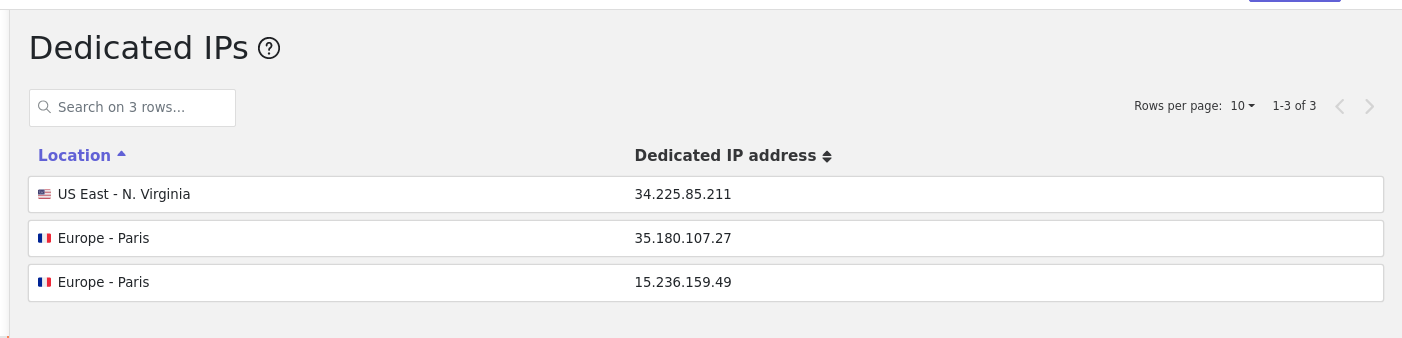 Dedicated IPs
Search on 3 rows...
Rows per page: 10 1-3 of 3
Location Dedicated IP address
US East - N. Virginia 34.225.85.211
Europe - Paris 35.180.107.27
Europe - Paris 15.236.159.49